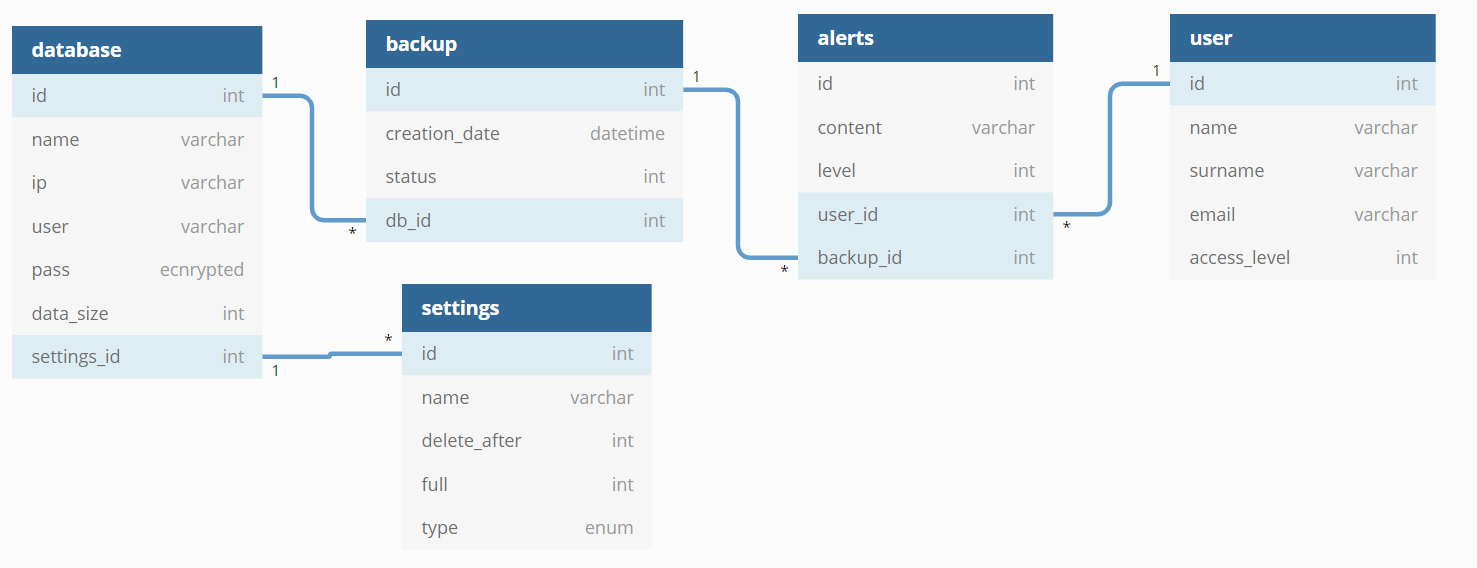 database
id int
name varchar
ip varchar
user varchar
pass ecnrypted
data_size int
settings_id int
1
1
backup
id int
creation_date datetime
status int
db_id int
*
1
settings
id int
name varchar
delete_after int
full int
type enum
*
alerts
id int
content varchar
level int
user_id int
backup_id int
*
*
user
id int
name varchar
surname varchar
email varchar
access_level int
1